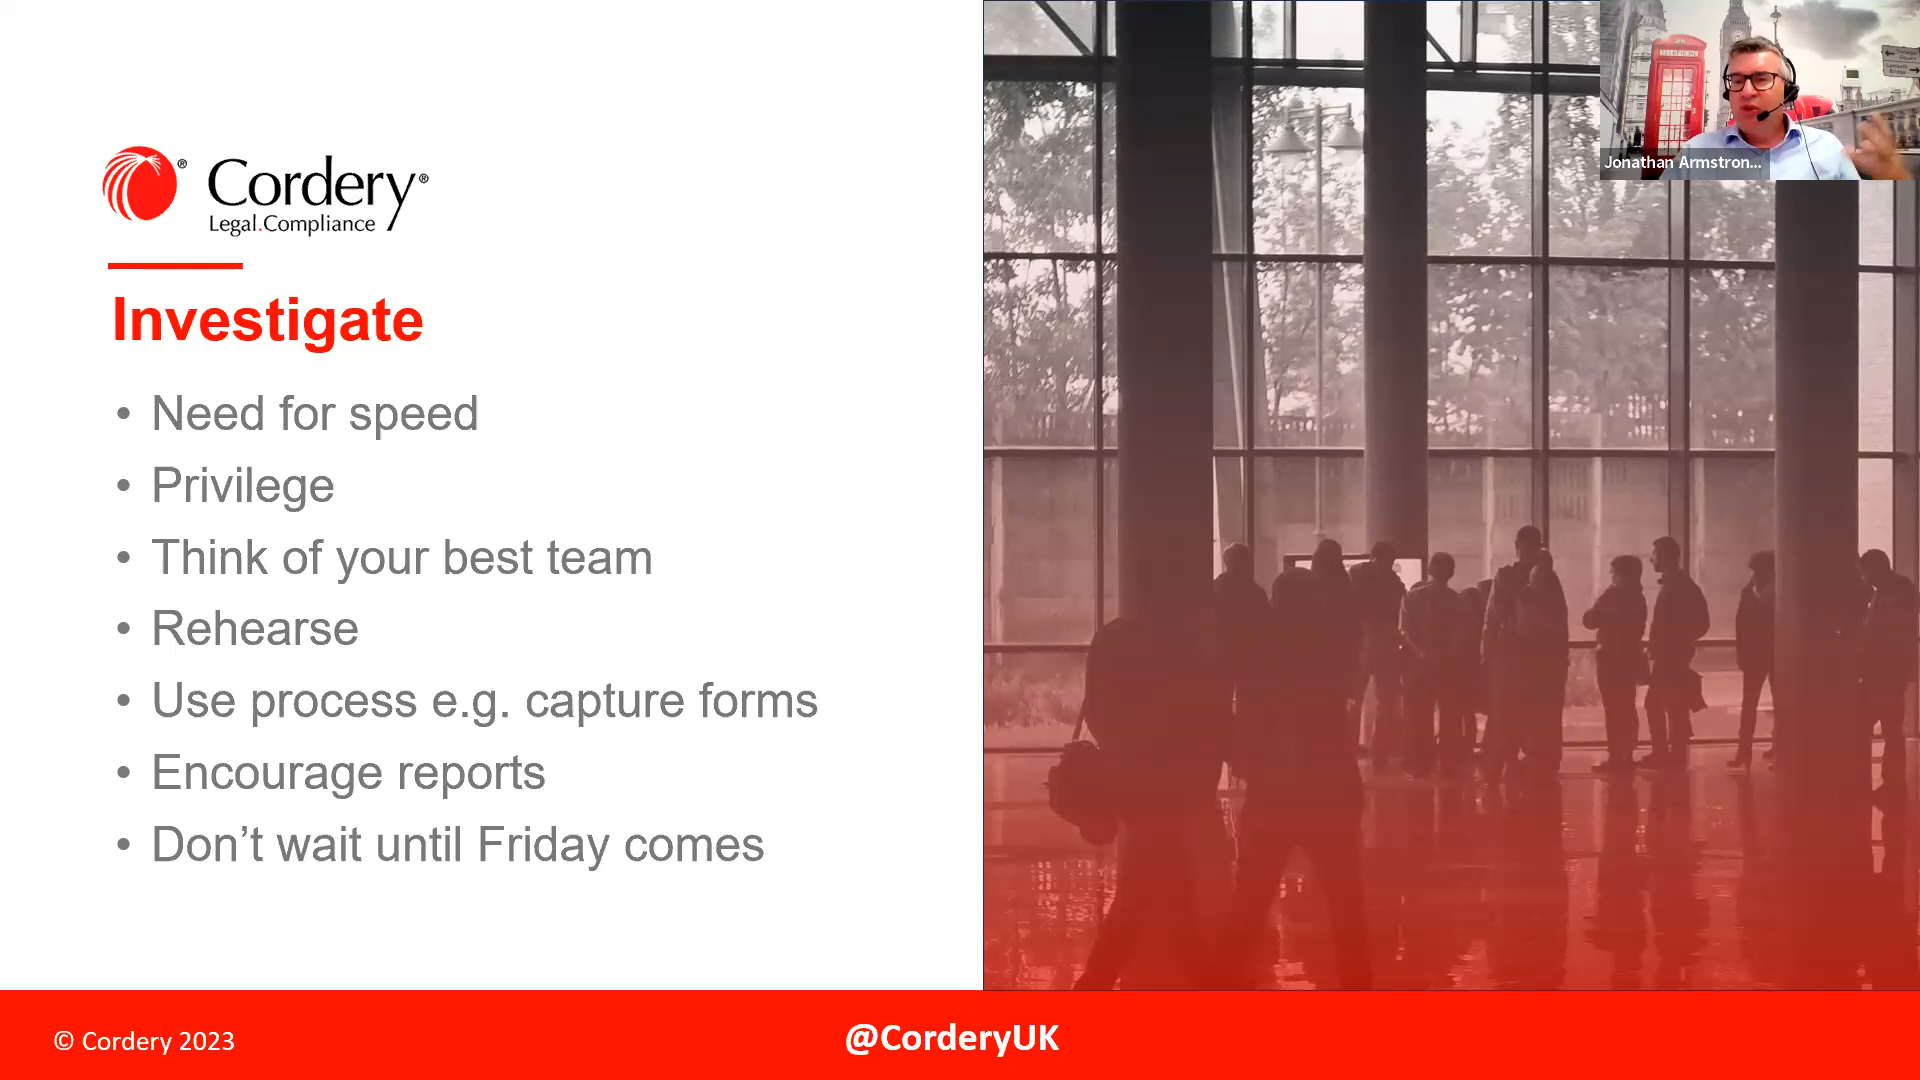 Cordery®
Legal.Compliance
Investigate
• Need for speed
• Privilege
• Think of your best team
• Rehearse
• Use process e.g. capture forms
• Encourage reports
• Don’t wait until Friday comes
TELEPHONE
Jonathan Armstron...
© Cordery 2023
@CorderyUK